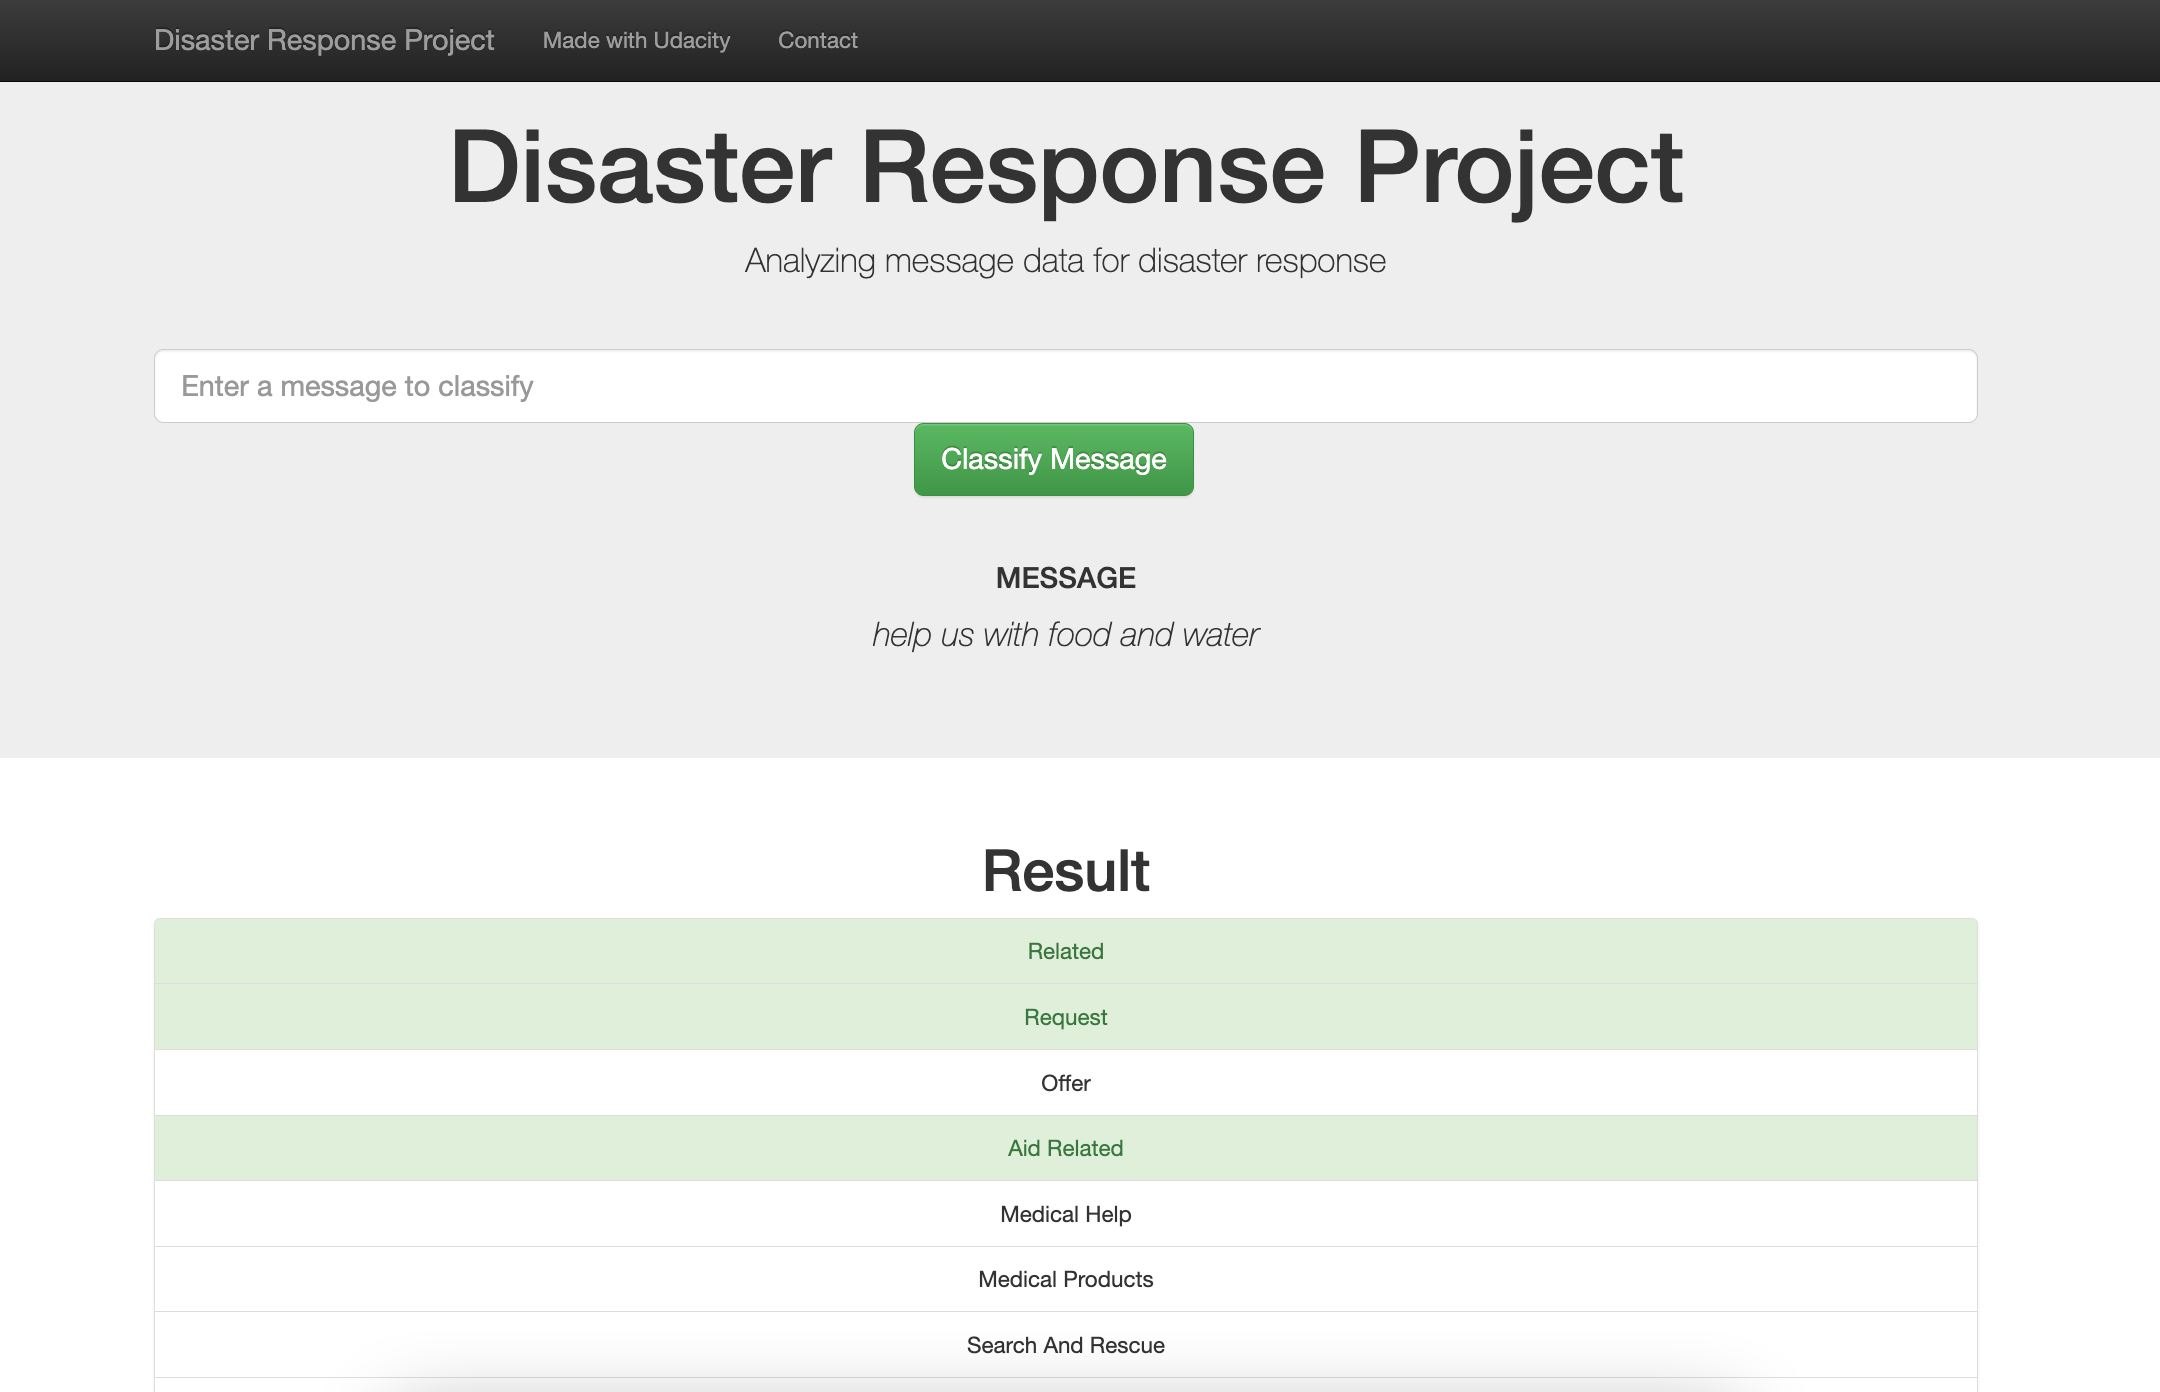 Disaster Response Project Made with Udacity Contact
Disaster Response Project
Analyzing message data for disaster response
Enter a message to classify
Classify Message
MESSAGE
help us with food and water
Result
Related
Request
Offer
Aid Related
Medical Help
Medical Products
Search And Rescue